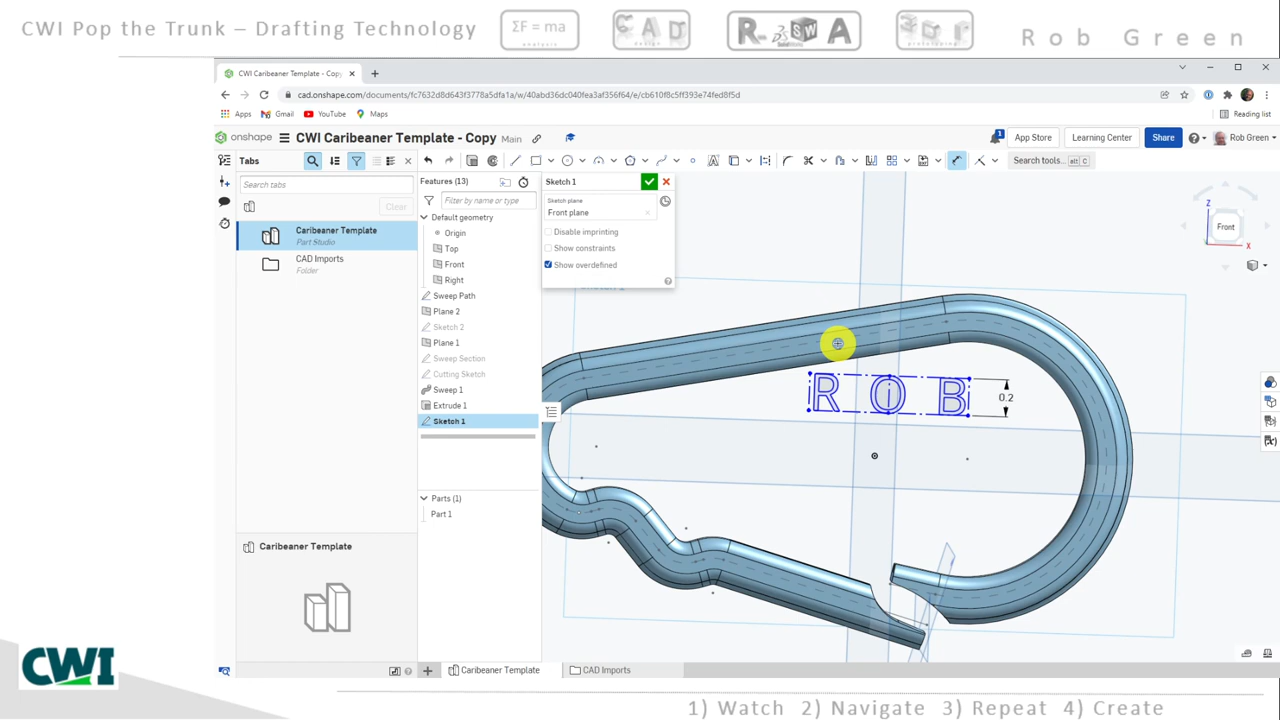 CWI Pop the Trunk – Drafting Technology
ΣF = ma
analysis
CAD
design
R A
SW
SolidWorks
prototyping
Rob Green
CWI Caribeaner Template - Copy
cad.onshape.com/documents/fc7632d8d643f3778a5dfa1a/w/40abd36dc040fea3af356f64/e/cb610f8c5ff393e74fed8f5d
Apps Gmail YouTube Maps Reading list
onshape CWI Caribeaner Template - Copy Main 1 App Store Learning Center Share Rob Green
Tabs
Search tools... alt C
Search tabs
Clear
Caribeaner Template
Part Studio
CAD Imports
Folder
Features (13)
Filter by name or type
Default geometry
Origin
Top
Front
Right
Sweep Path
Plane 2
Sketch 2
Plane 1
Sweep Section
Cutting Sketch
Sweep 1
Extrude 1
Sketch 1
Parts (1)
Part 1
Sketch 1
Sketch plane
Front plane
Disable imprinting
Show constraints
Show overdefined
Z
Front
X
R O B
0.2
Caribeaner Template
Caribeaner Template CAD Imports
CWI
1) Watch 2) Navigate 3) Repeat 4) Create